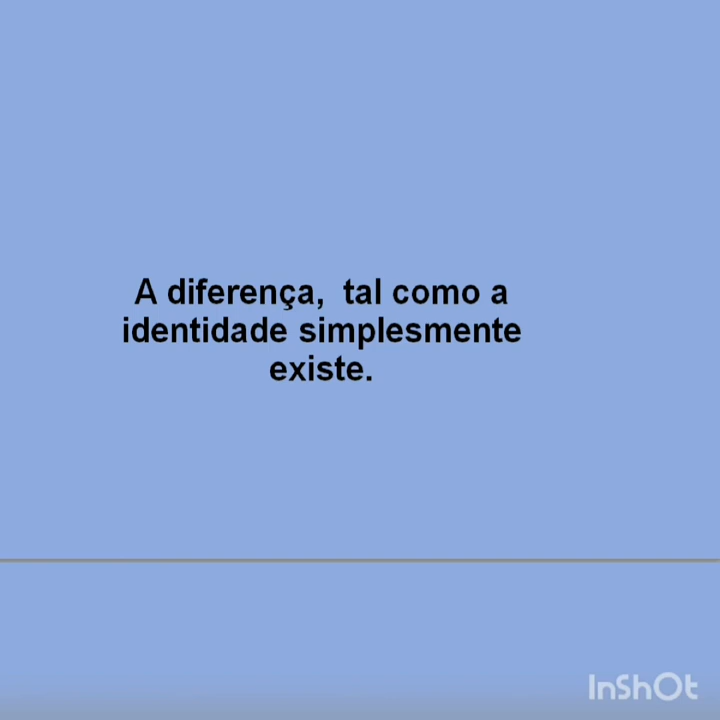 A diferença,  tal como a
identidade simplesmente
existe.
InShOt